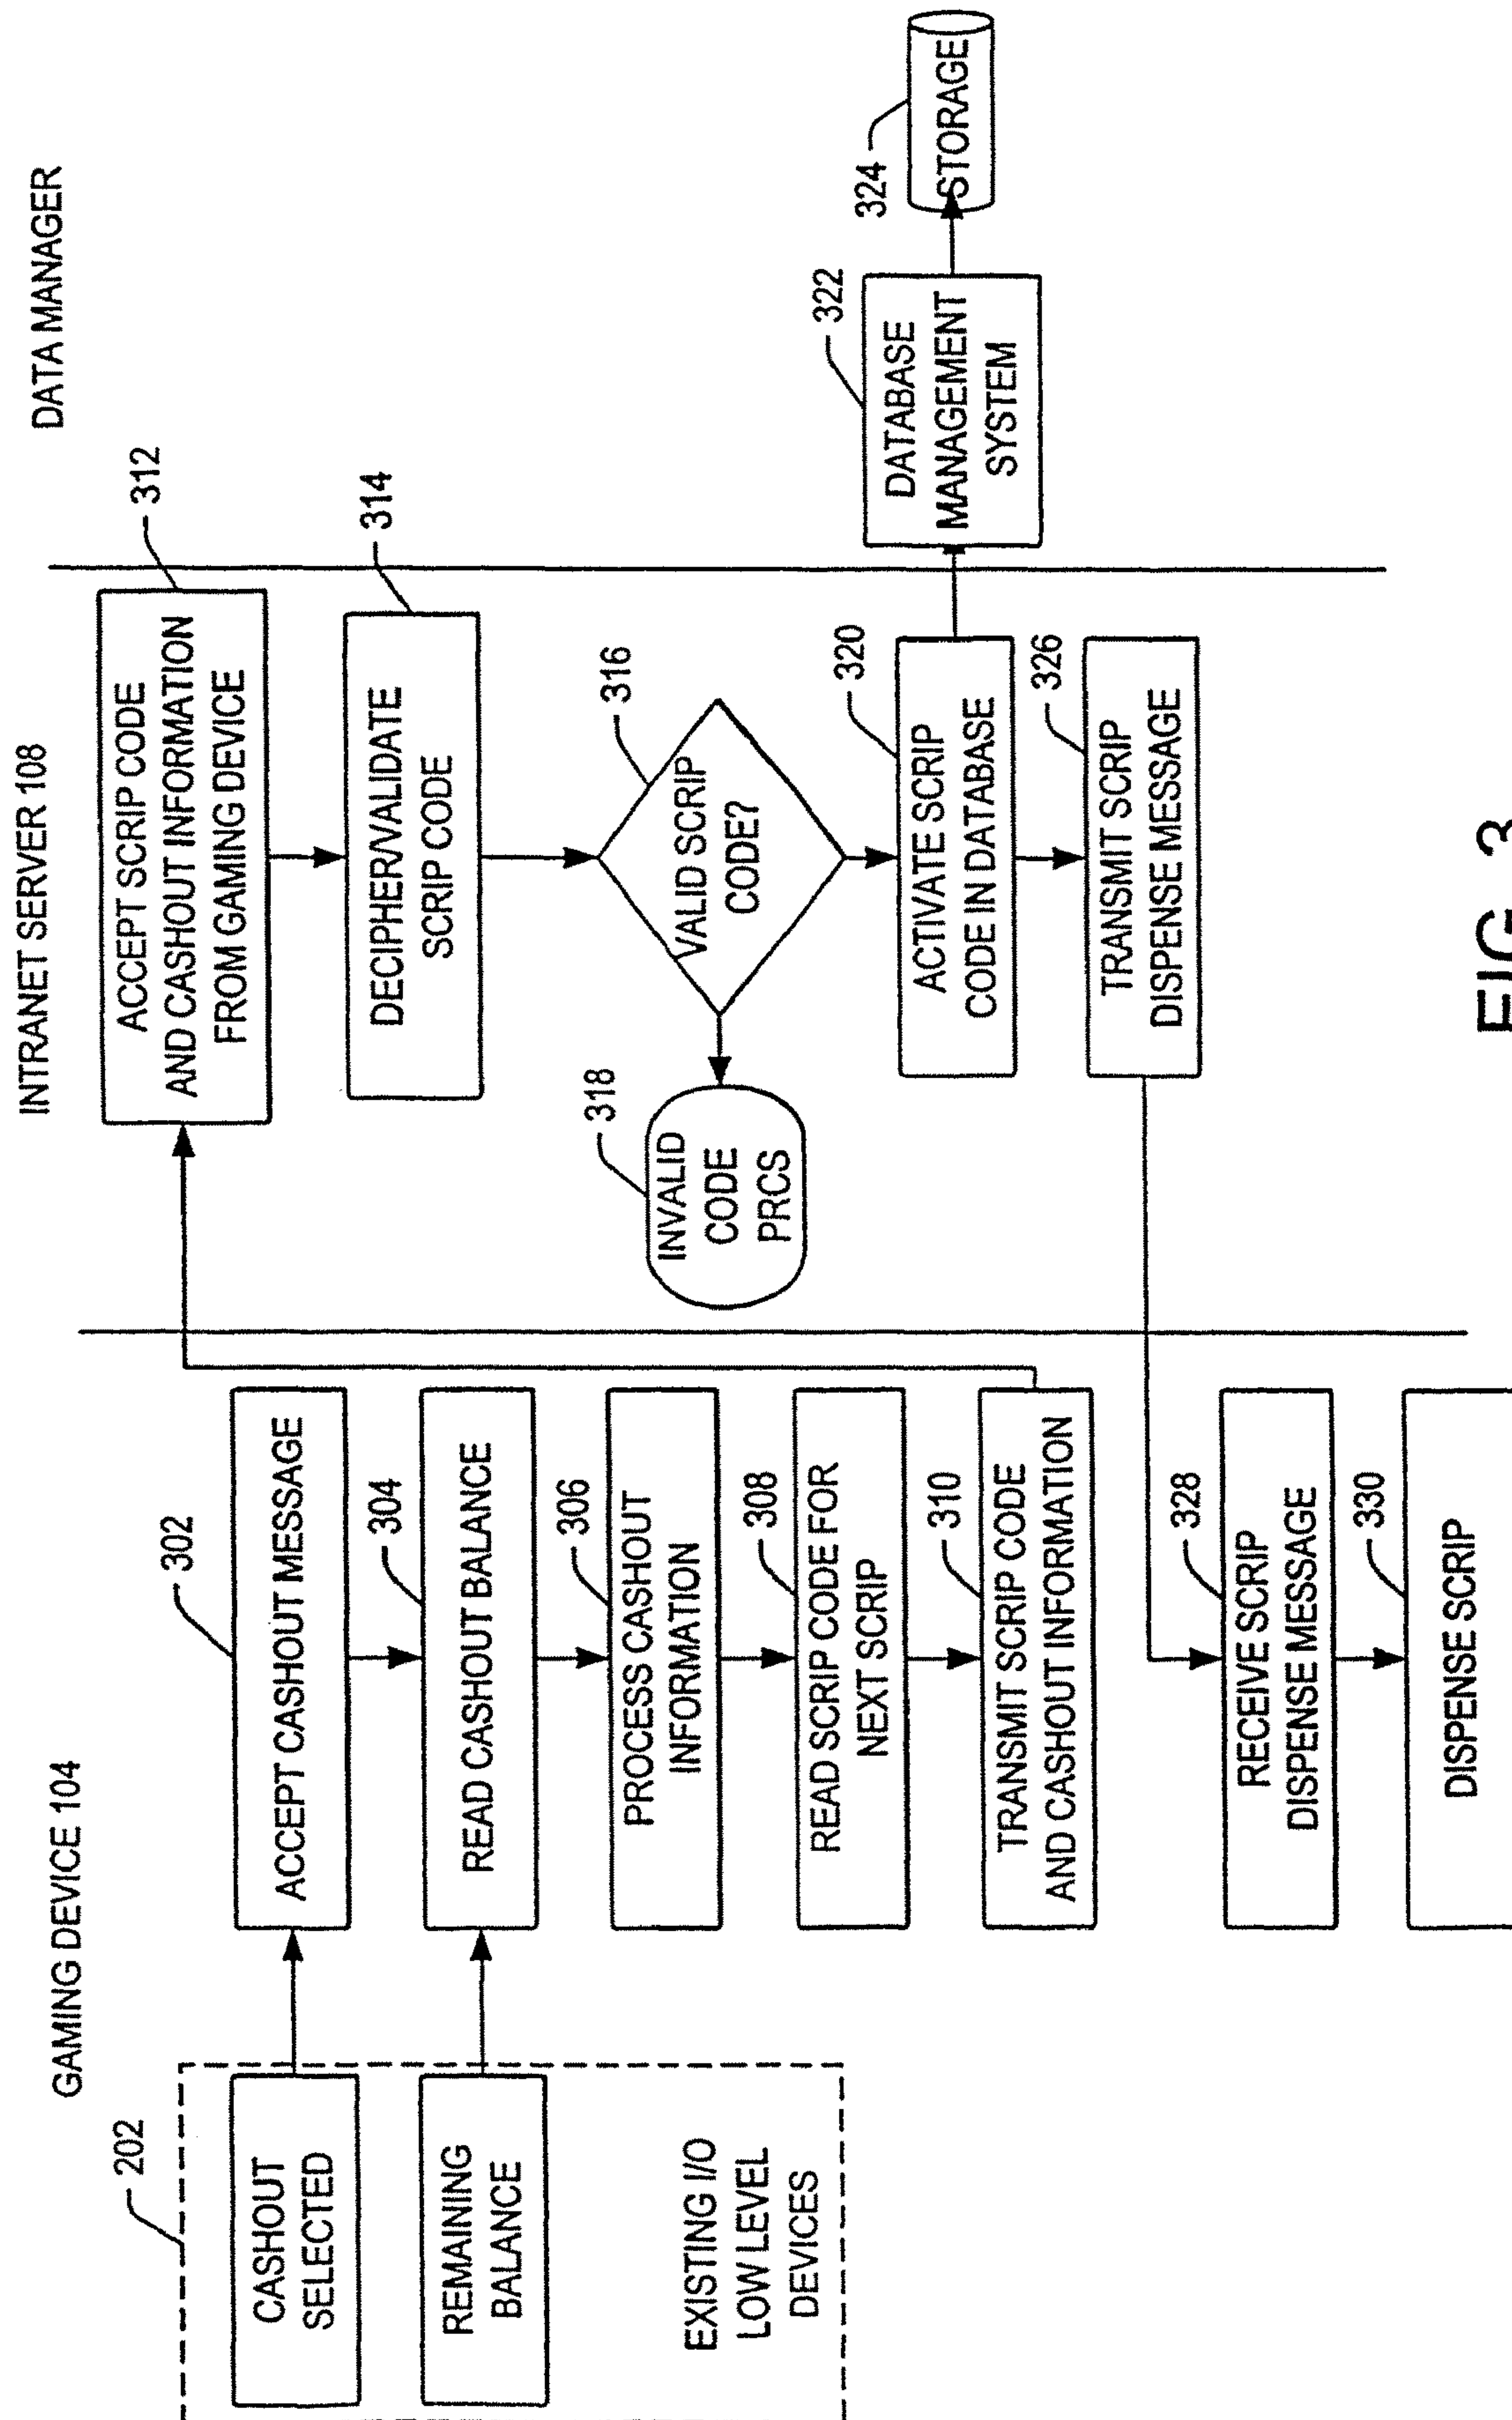 GAMING DEVICE 104
INTRANET SERVER 108
DATA MANAGER
202
CASHOUT
SELECTED
REMAINING
BALANCE
EXISTING I/O
LOW LEVEL
DEVICES
302
ACCEPT CASHOUT MESSAGE
304
READ CASHOUT BALANCE
306
PROCESS CASHOUT
INFORMATION
308
READ SCRIP CODE FOR
NEXT SCRIP
310
TRANSMIT SCRIP CODE
AND CASHOUT INFORMATION
328
RECEIVE SCRIP
DISPENSE MESSAGE
330
DISPENSE SCRIP
312
ACCEPT SCRIP CODE
AND CASHOUT INFORMATION
FROM GAMING DEVICE
314
DECIPHER/VALIDATE
SCRIP CODE
316
VALID SCRIP
CODE?
318
INVALID
CODE
PRCS
320
ACTIVATE SCRIP
CODE IN DATABASE
326
TRANSMIT SCRIP
DISPENSE MESSAGE
322
DATABASE
MANAGEMENT
SYSTEM
324
STORAGE
FIG. 3